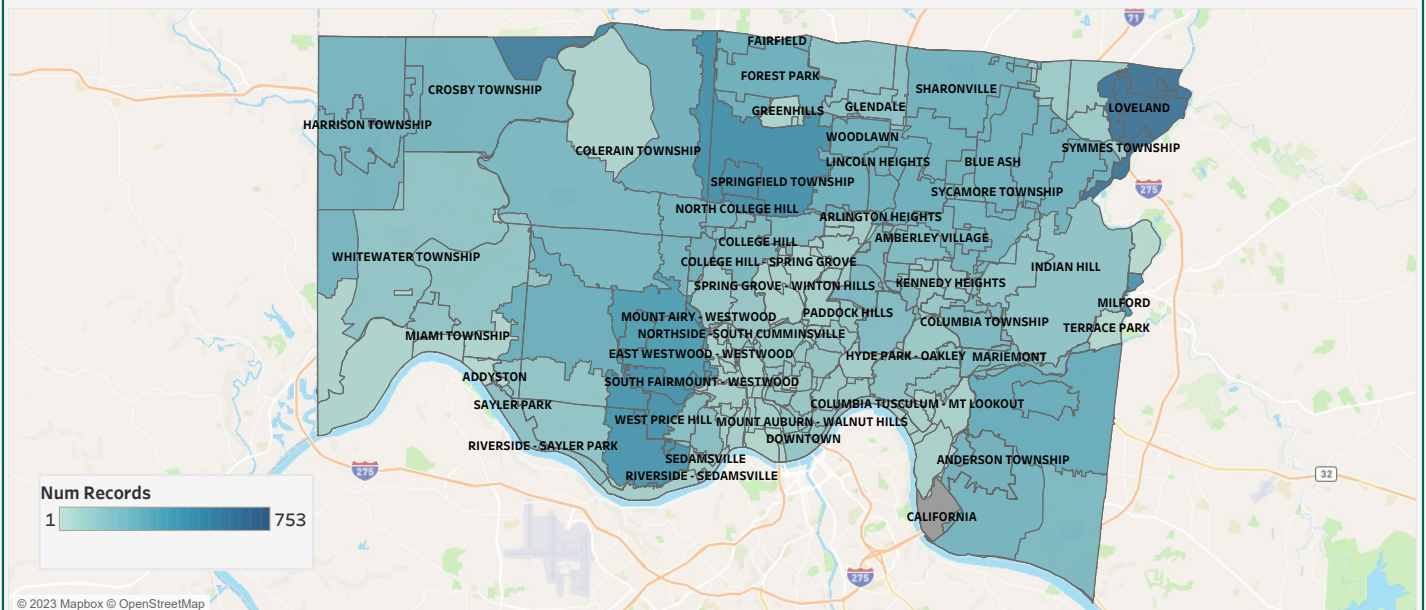 71
FAIRFIELD
FOREST PARK
CROSBY TOWNSHIP
SHARONVILLE
GREENHILLS
GLENDALE
LOVELAND
HARRISON TOWNSHIP
WOODLAWN
COLERAIN TOWNSHIP
SYMMES TOWNSHIP
LINCOLN HEIGHTS
BLUE ASH
SPRINGFIELD TOWNSHIP
275
SYCAMORE TOWNSHIP
NORTH COLLEGE HILL
ARLINGTON HEIGHTS
COLLEGE HILL
AMBERLEY VILLAGE
WHITEWATER TOWNSHIP
COLLEGE HILL - SPRING GROVE
INDIAN HILL
SPRING GROVE - WINTON HILLS
KENNEDY HEIGHTS
MILFORD
MOUNT AIRY - WESTWOOD
PADDOCK HILLS
COLUMBIA TOWNSHIP
TERRACE PARK
MIAMI TOWNSHIP
NORTHSIDE -SOUTH CUMMINSVILLE
EAST WESTWOOD - WESTWOOD
HYDE PARK - OAKLEY
MARIEMONT
ADDYSTON
SOUTH FAIRMOUNT - WESTWOOD
SAYLER PARK
COLUMBIA TUSCULUM - MT LOOKOUT
WEST PRICE HILL
MOUNT AUBURN - WALNUT HILLS
DOWNTOWN
RIVERSIDE - SAYLER PARK
SEDAMSVILLE
ANDERSON TOWNSHIP
275
RIVERSIDE - SEDAMSVILLE
32
Num Records
1
753
CALIFORNIA
275
© 2023 Mapbox © OpenStreetMap